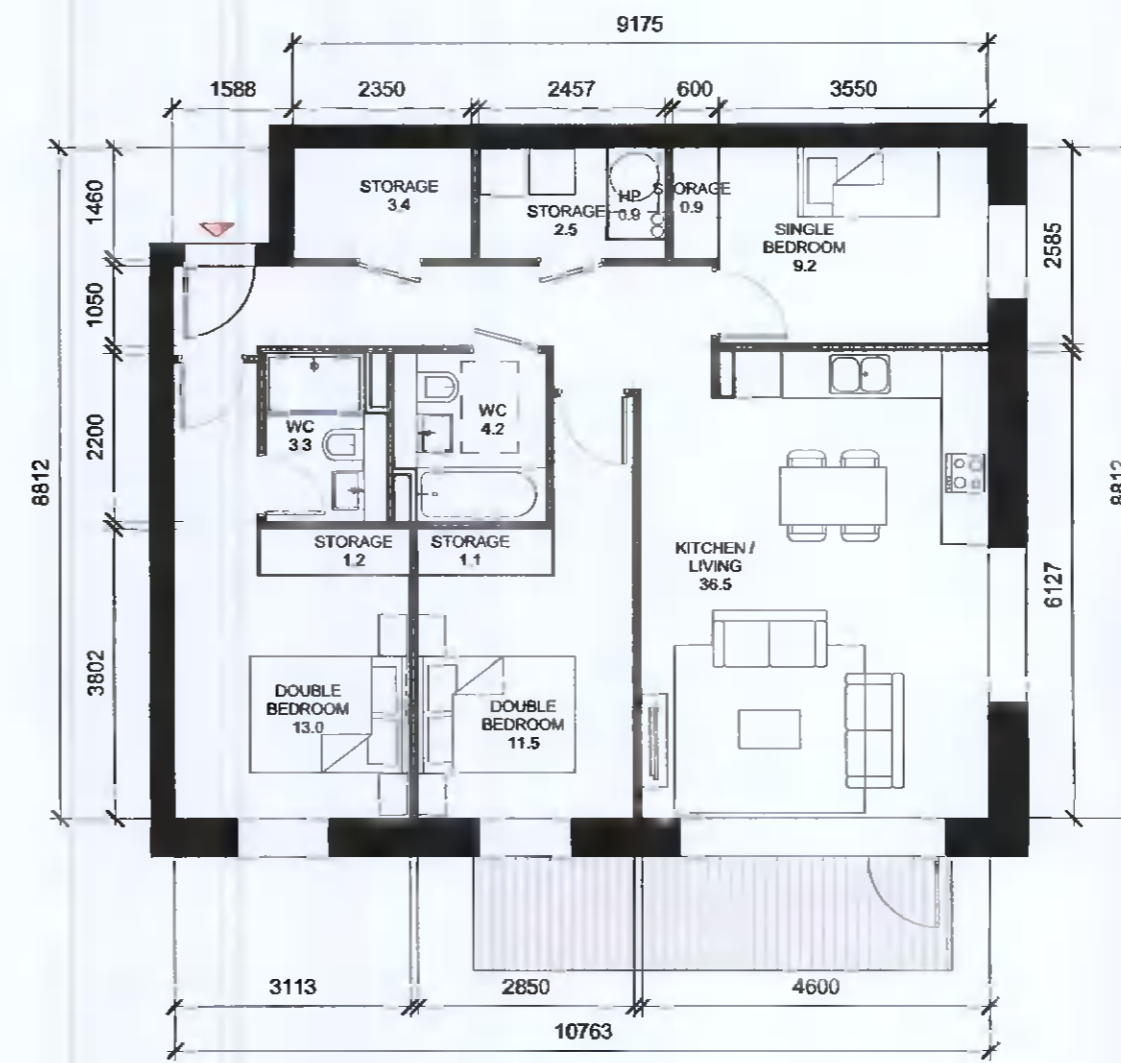 9175
1588
2350
2457
600
3550
1460
1050
2200
8812
3802
STORAGE
3.4
STORAGE
2.5
HP
0.9
STORAGE
0.9
SINGLE
BEDROOM
9.2
2585
WC
3.3
WC
4.2
STORAGE
1.2
STORAGE
1.1
KITCHEN /
LIVING
36.5
6127
8812
DOUBLE
BEDROOM
13.0
DOUBLE
BEDROOM
11.5
3113
2850
4600
10763